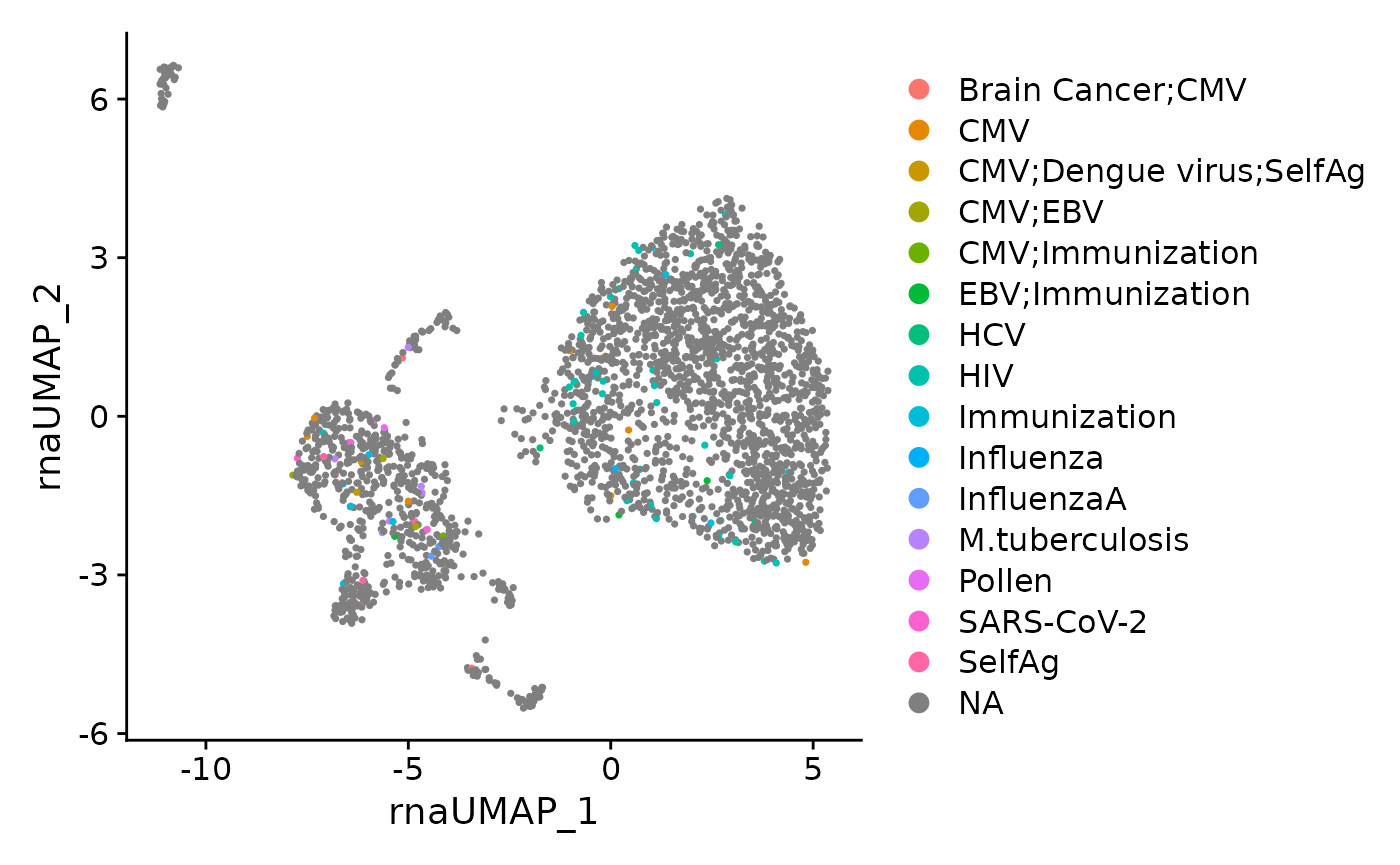 6
3
0
-3
-6
rnaUMAP_2
-10
-5
0
5
rnaUMAP_1
Brain Cancer;CMV
CMV
CMV;Dengue virus;SelfAg
CMV;EBV
CMV;Immunization
EBV;Immunization
HCV
HIV
Immunization
Influenza
InfluenzaA
M.tuberculosis
Pollen
SARS-CoV-2
SelfAg
NA